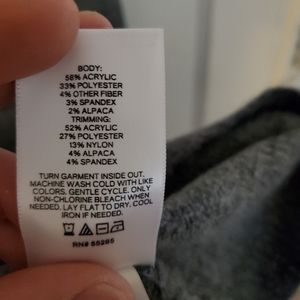 BODY:
56% ACRYLIC
33% POLYESTER
4% OTHER FIBER
3% SPANDEX
2% ALPACA
TRIMMING:
52% ACRYLIC
27% POLYESTER
13% NYLON
4% ALPACA
4% SPANDEX
TURN GARMENT INSIDE OUT.
MACHINE WASH COLD WITH LIKE
COLORS. GENTLE CYCLE. ONLY
NON-CHLORINE BLEACH WHEN
NEEDED. LAY FLAT TO DRY. COOL
IRON IF NEEDED.
RN# 55285